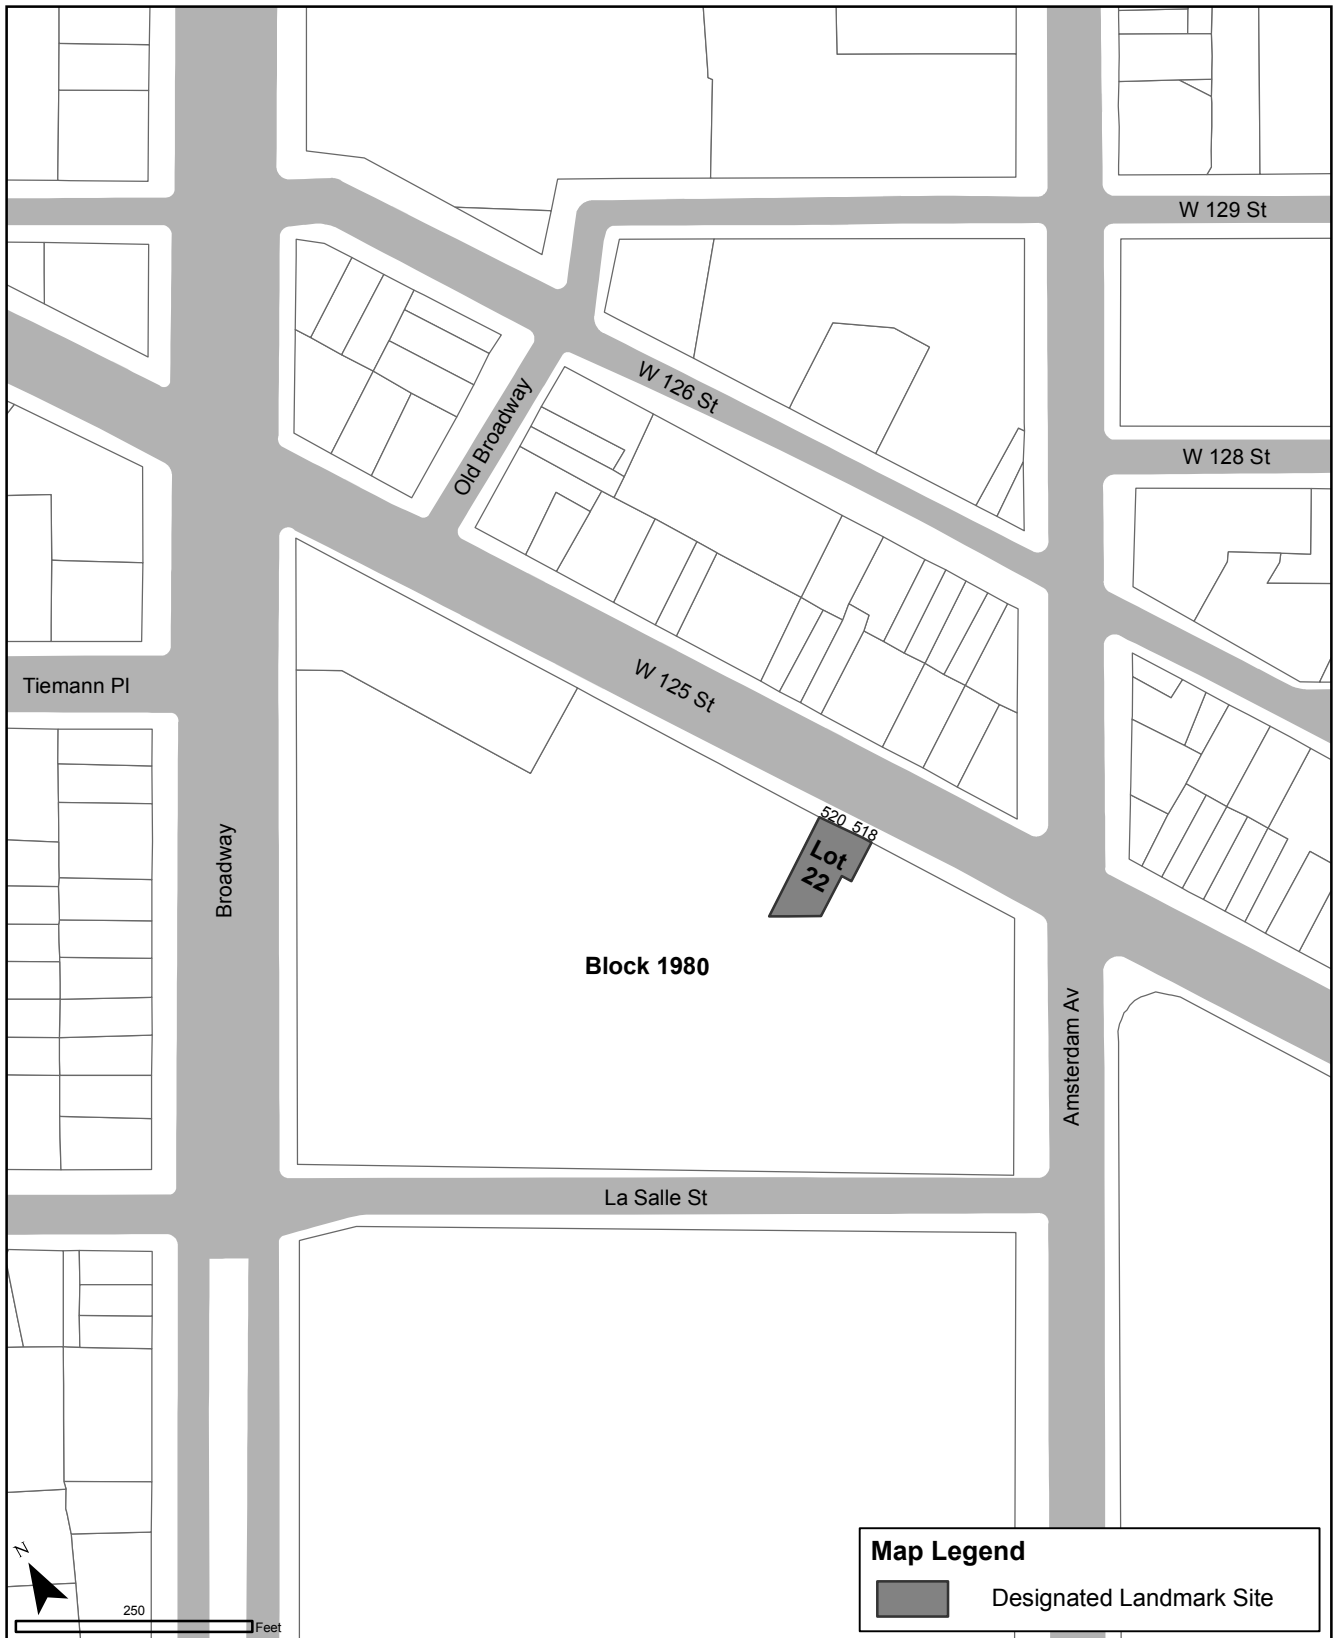 W 129 St
W 126 St
Old Broadway
W 128 St
W 125 St
Tiemann Pl
520 518
Lot
22
Broadway
Block 1980
Amsterdam Av
La Salle St
Map Legend
Designated Landmark Site
N
250
Feet